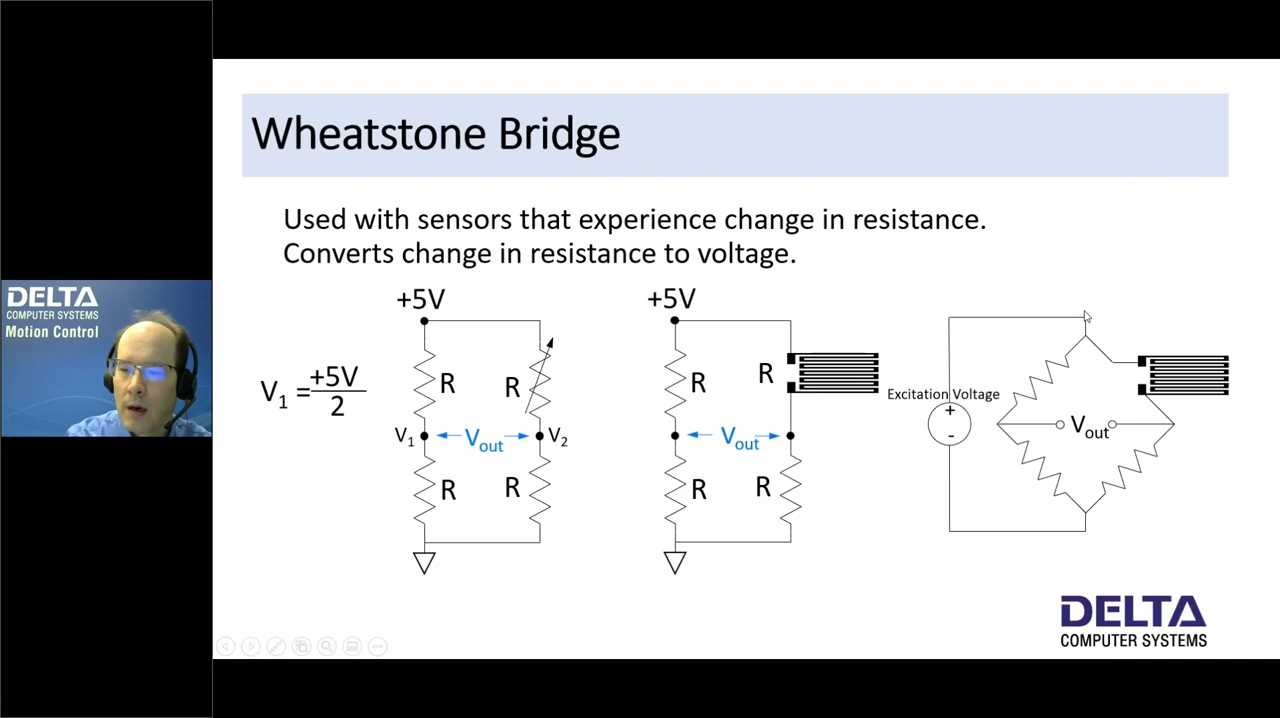 Wheatstone Bridge
Used with sensors that experience change in resistance.
Converts change in resistance to voltage.
DELTA
COMPUTER SYSTEMS
Motion Control
V1 = +5V
2
+5V
R
R
V1
Vout
V2
R
R
+5V
R
R
Vout
R
R
Excitation Voltage
+
-
Vout
DELTA
COMPUTER SYSTEMS